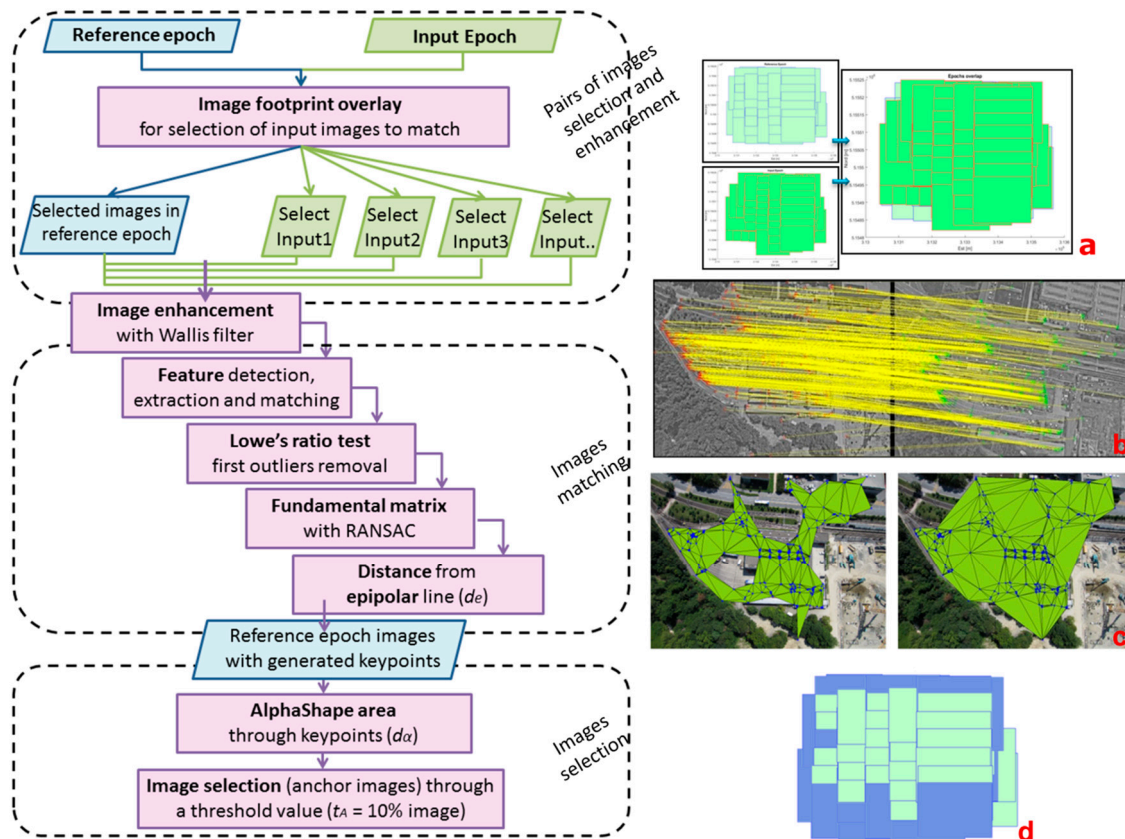 Reference epoch
Input Epoch
Image footprint overlay
for selection of input images to match
Selected images in
reference epoch
Select
Input1
Select
Input2
Select
Input3
Select
Input..
Pairs of images
selection and
enhancement
Image enhancement
with Wallis filter
Feature detection,
extraction and matching
Lowe's ratio test
first outliers removal
Fundamental matrix
with RANSAC
Distance from
epipolar line (de)
Images
matching
Reference epoch images
with generated keypoints
AlphaShape area
through keypoints (dα)
Image selection (anchor images) through
a threshold value (tA = 10% image)
Images
selection
Epochs overlap
East [m]
a
b
c
d